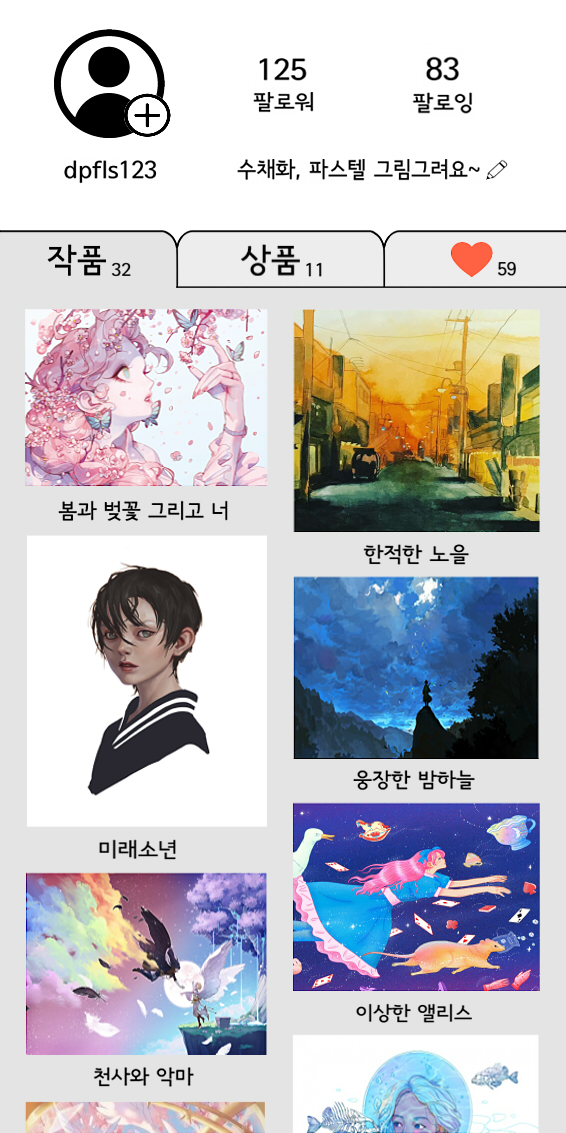 125
팔로워
83
팔로잉
dpfls123
수채화, 파스텔 그림그려요~
작품 32
상품 11
59
봄과 벚꽃 그리고 너
한적한 노을
미래소년
웅장한 밤하늘
천사와 악마
이상한 앨리스